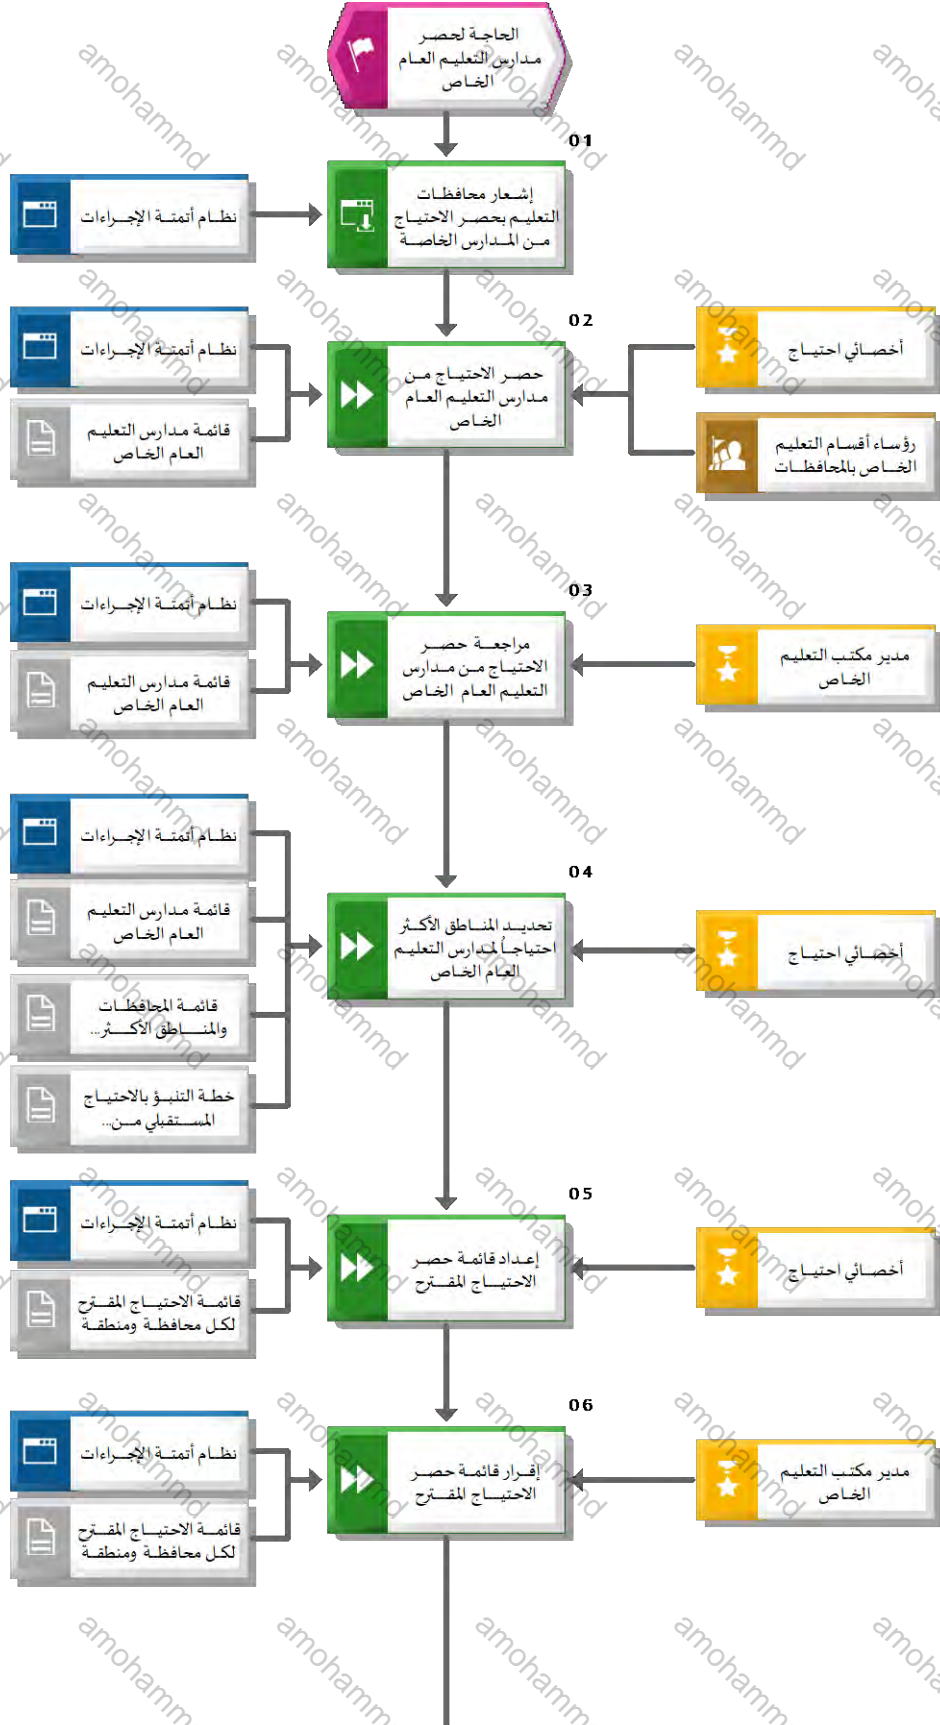 الحاجة لحصر
مدارس التعليم العام
الخاص
01
إشعار محافظات
التعليم بحصر الاحتياج
من المدارس الخاصة
نظام أتمتة الإجراءات
02
أخصائي احتياج
رؤساء أقسام التعليم
الخاص بالمحافظات
حصر الاحتياج من
مدارس التعليم العام
الخاص
نظام أتمتة الإجراءات
قائمة مدارس التعليم
العام الخاص
03
مدير مكتب التعليم
الخاص
مراجعة حصر
الاحتياج من مدارس
التعليم العام الخاص
نظام أتمتة الإجراءات
قائمة مدارس التعليم
العام الخاص
04
أخصائي احتياج
تحديد المناطق الأكثر
احتياجاً لمدارس التعليم
العام الخاص
نظام أتمتة الإجراءات
قائمة مدارس التعليم
العام الخاص
قائمة المحافظات
والمناطق الأكثر...
خطة التنبؤ بالاحتياج
المستقبلي من...
05
أخصائي احتياج
إعداد قائمة حصر
الاحتياج المقترح
نظام أتمتة الإجراءات
قائمة الاحتياج المقترح
لكل محافظة ومنطقة
06
مدير مكتب التعليم
الخاص
إقرار قائمة حصر
الاحتياج المقترح
نظام أتمتة الإجراءات
قائمة الاحتياج المقترح
لكل محافظة ومنطقة
amohammd